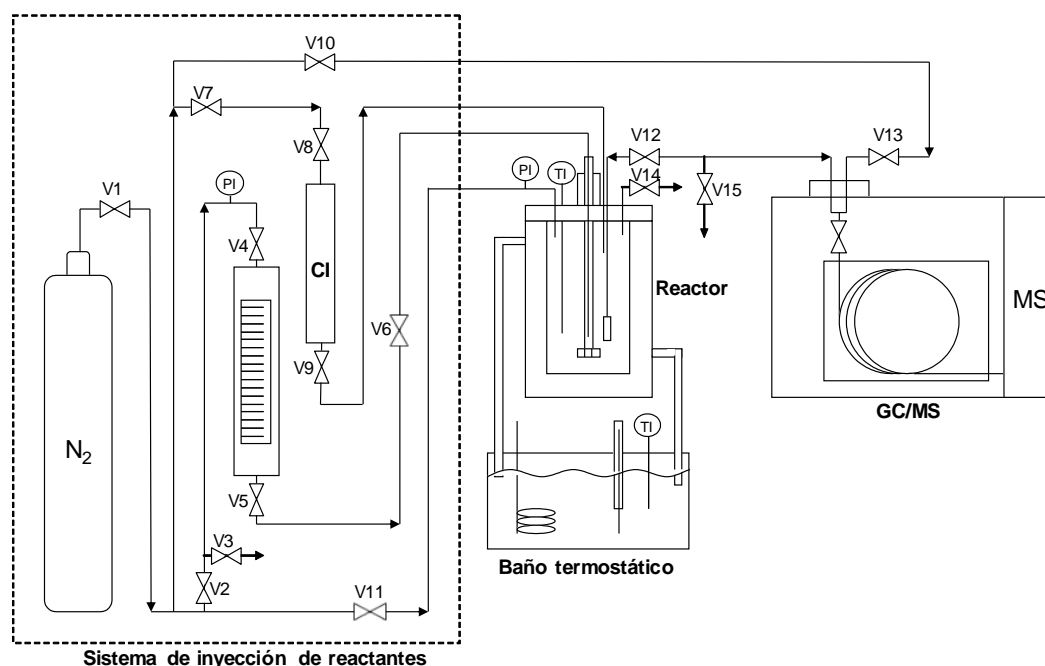 V10
V7
V8
V12
V13
V1
PI
PI
TI
V14
V15
V4
CI
Reactor
MS
V6
V9
GC/MS
N2
TI
V5
Baño termostático
V3
V2
V11
Sistema de inyección de reactantes